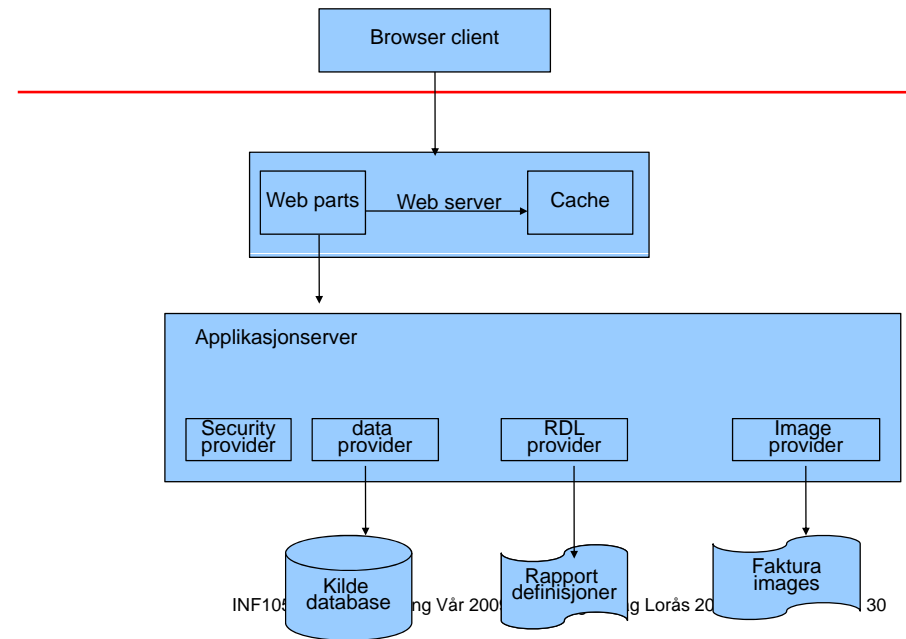 Browser client
Web parts
Web server
Cache
Applikasjonserver
Security
provider
data
provider
RDL
provider
Image
provider
Kilde
database
Rapport
definisjoner
Faktura
images
INF105 ng Vår 2009 g Lorås 20 30